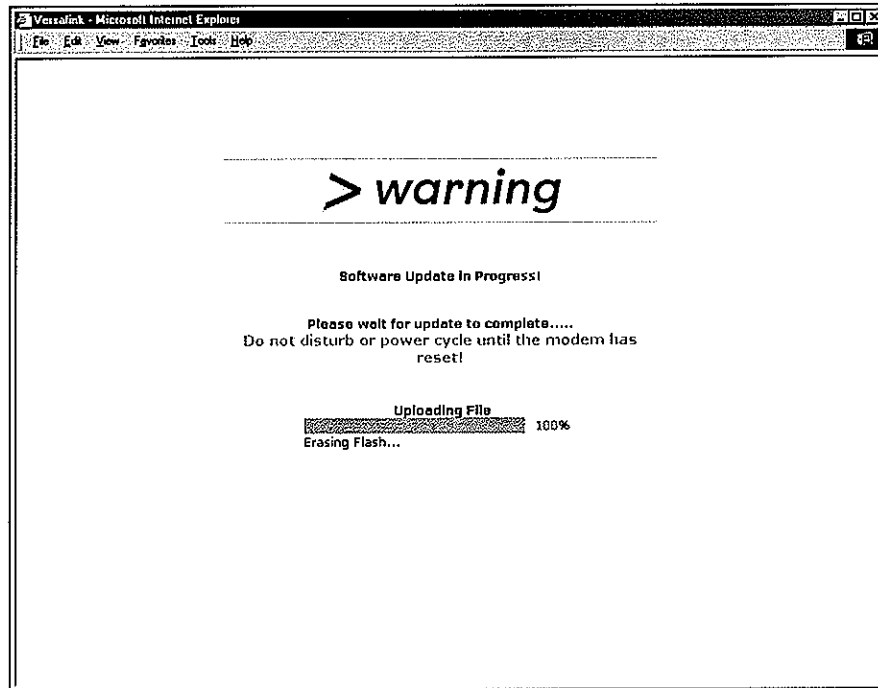 Versalink - Microsoft Internet Explorer
File Edit View Favorites Tools Help
> warning
Software Update in Progress!
Please wait for update to complete.....
Do not disturb or power cycle until the modem has
reset!
Uploading File
100%
Erasing Flash...